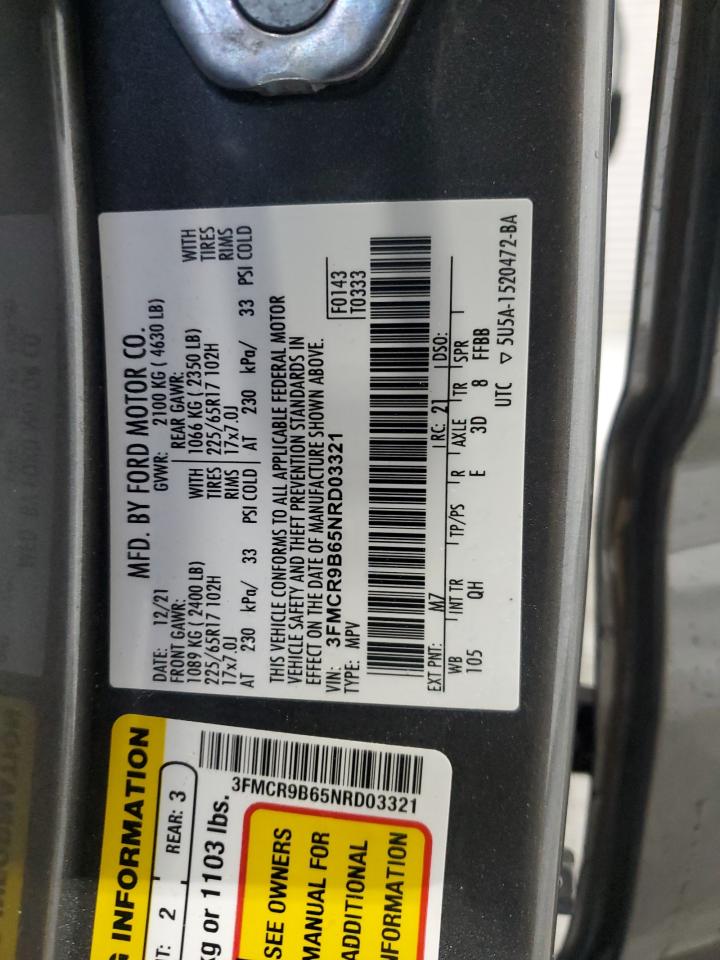 MFD. BY FORD MOTOR CO.
DATE: 12/21
GVWR: 2100 KG ( 4630 LB)
FRONT GAWR:
REAR GAWR:
1089 KG ( 2400 LB) WITH
1066 KG ( 2350 LB) WITH
225/65R17 102H TIRES
225/65R17 102H TIRES
17x7.0J RIMS
17x7.0J RIMS
AT 230 kPa/ 33 PSI COLD
AT 230 kPa/ 33 PSI COLD
THIS VEHICLE CONFORMS TO ALL APPLICABLE FEDERAL MOTOR
VEHICLE SAFETY AND THEFT PREVENTION STANDARDS IN
EFFECT ON THE DATE OF MANUFACTURE SHOWN ABOVE.
VIN: 3FMCR9B65NRD03321
TYPE: MPV
F0143
T0333
EXT PNT: M7 RC: 21 DSO:
WB INT TR TP/PS R AXLE TR SPR
105 QH E 3D 8 FFBB
UTC ▽ 5U5A-1520472-BA
INFORMATION
2 REAR: 3
kg or 1103 lbs.
3FMCR9B65NRD03321
SEE OWNERS
MANUAL FOR
ADDITIONAL
INFORMATION